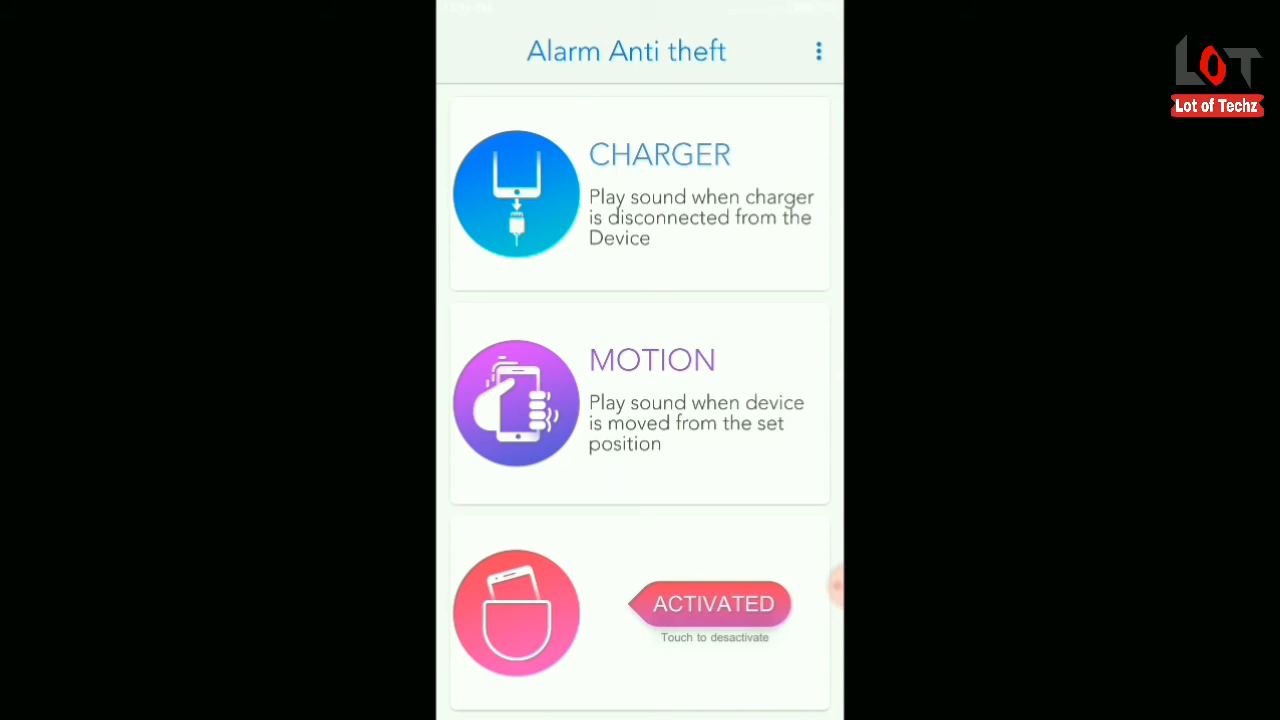 Alarm Anti theft
LOT
Lot of Techz
CHARGER
Play sound when charger
is disconnected from the
Device
MOTION
Play sound when device
is moved from the set
position
ACTIVATED
Touch to desactivate